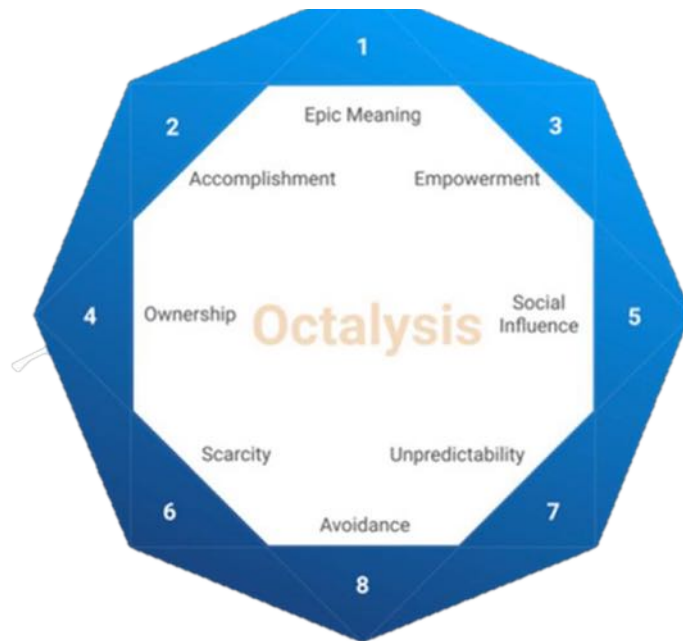 1
Epic Meaning
2
3
Accomplishment
Empowerment
4
Ownership
Octalysis
Social
Influence
5
Scarcity
Unpredictability
6
7
Avoidance
8